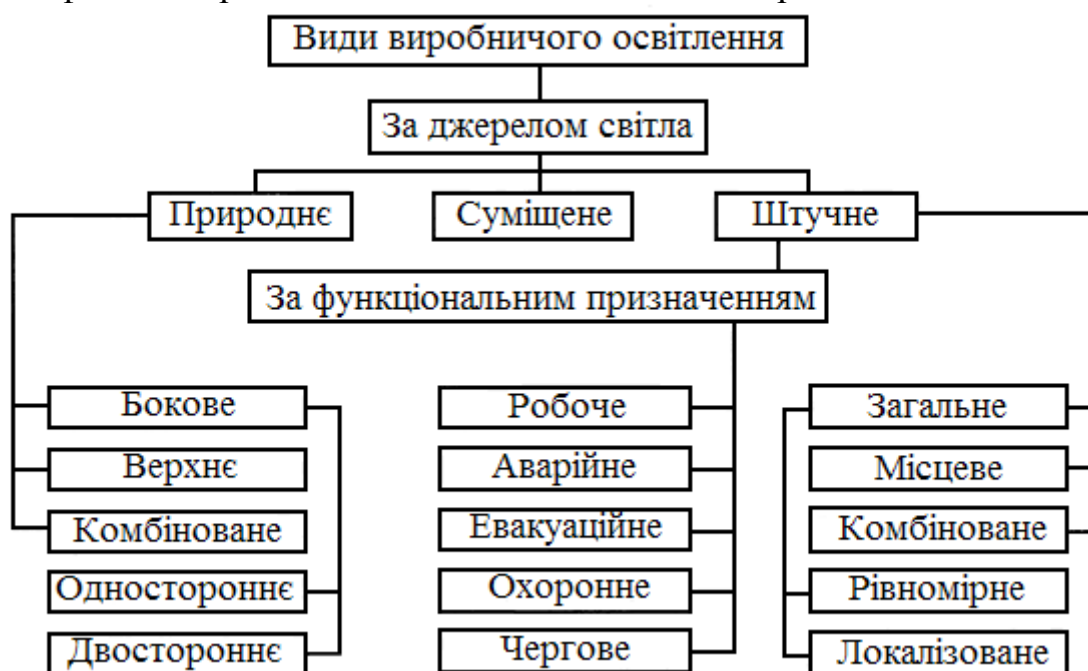 Види виробничого освітлення
За джерелом світла
Природнє
Суміщене
Штучне
За функціональним призначенням
Бокове
Верхнє
Комбіноване
Одностороннє
Двостороннє
Робоче
Аварійне
Евакуаційне
Охоронне
Чергове
Загальне
Місцеве
Комбіноване
Рівномірне
Локалізоване